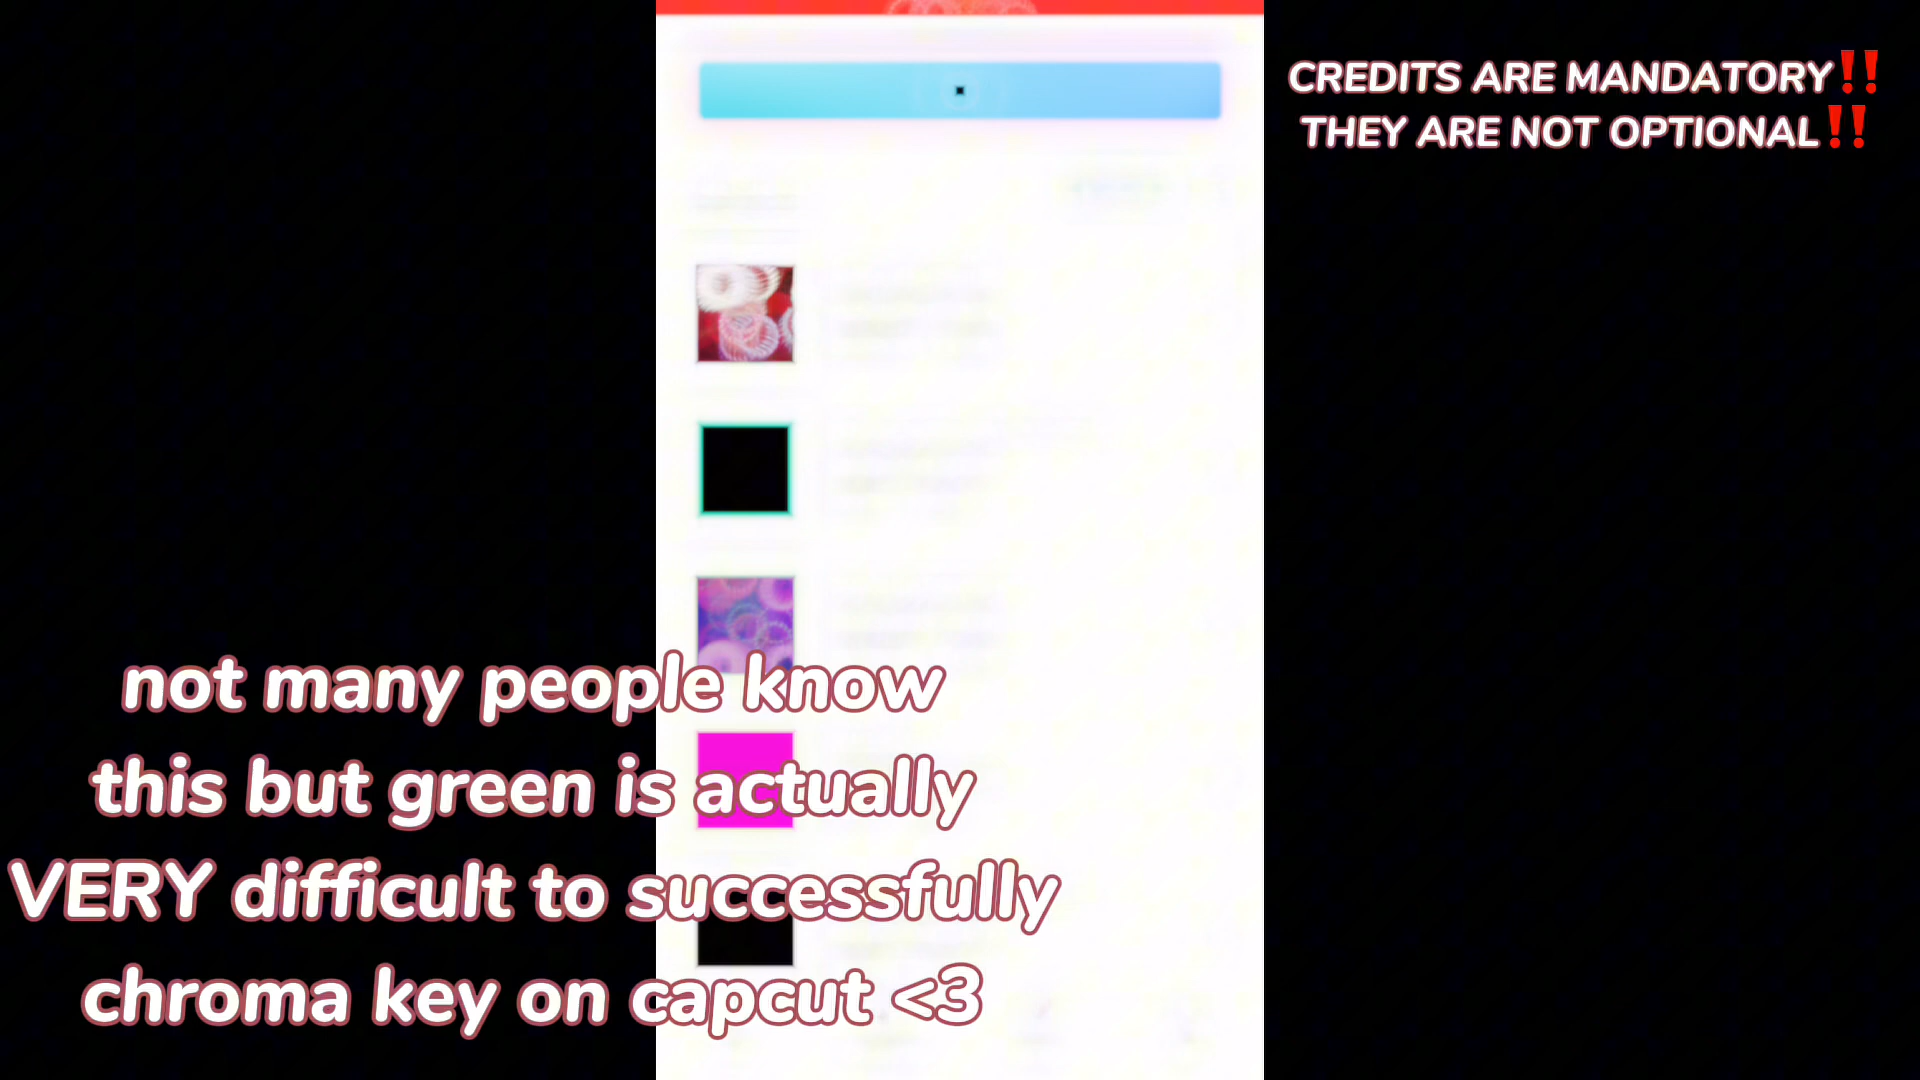 CREDITS ARE MANDATORY‼️
THEY ARE NOT OPTIONAL‼️
not many people know
this but green is actually
VERY difficult to successfully
chroma key on capcut <3